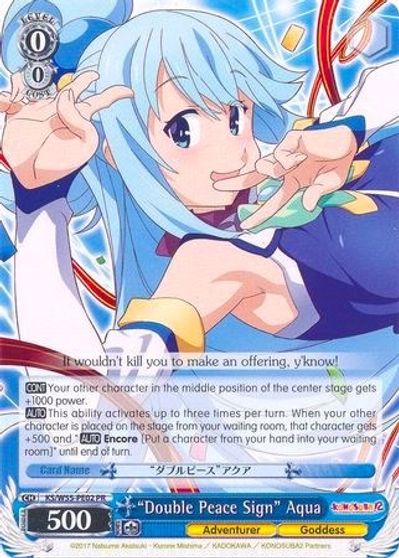 LEVEL
0
0
COST
It wouldn't kill you to make an offering, y'know!
CONT Your other character in the middle position of the center stage gets
+1000 power.
AUTO This ability activates up to three times per turn. When your other
character is placed on the stage from your waiting room, that character
gets +500 and "AUTO Encore [Put a character from your hand into your
waiting room]" until end of turn.
Card Name
“ダブルピース”アクア
CH
KS/W55-PE02 PR
“Double Peace Sign” Aqua
KONOSUBA 2
POWER
500
Adventurer
Goddess
©2017 Natsume Akatsuki・Kurone Mishima / KADOKAWA / KONOSUBA2 Partners